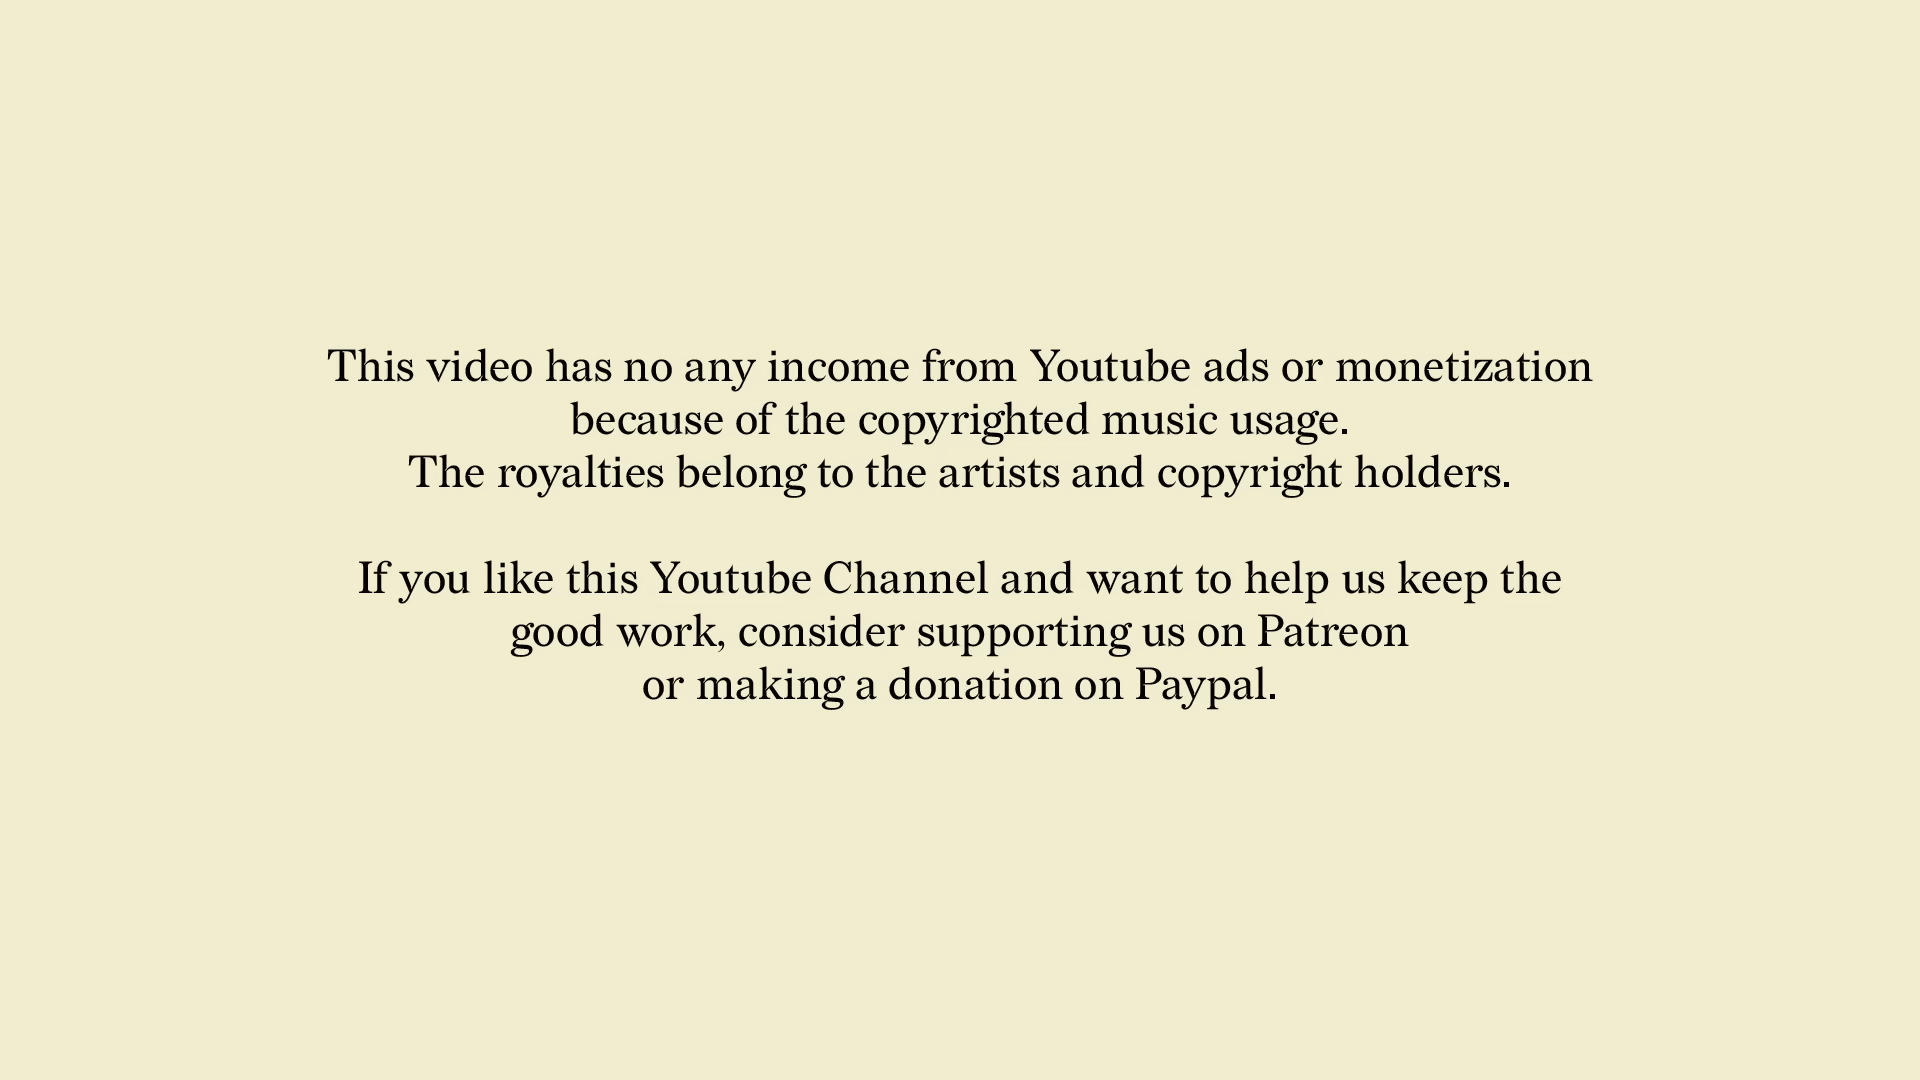 This video has no any income from Youtube ads or monetization
because of the copyrighted music usage.
The royalties belong to the artists and copyright holders.
If you like this Youtube Channel and want to help us keep the
good work, consider supporting us on Patreon
or making a donation on Paypal.